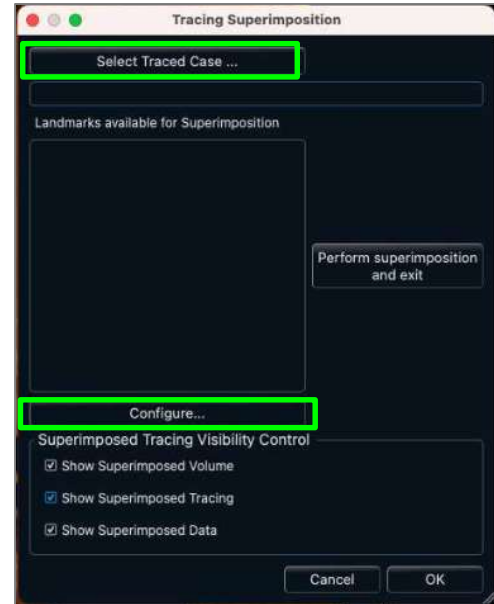 Tracing Superimposition
Select Traced Case ...
Landmarks available for Superimposition
Perform superimposition
and exit
Configure...
Superimposed Tracing Visibility Control
Show Superimposed Volume
Show Superimposed Tracing
Show Superimposed Data
Cancel
OK